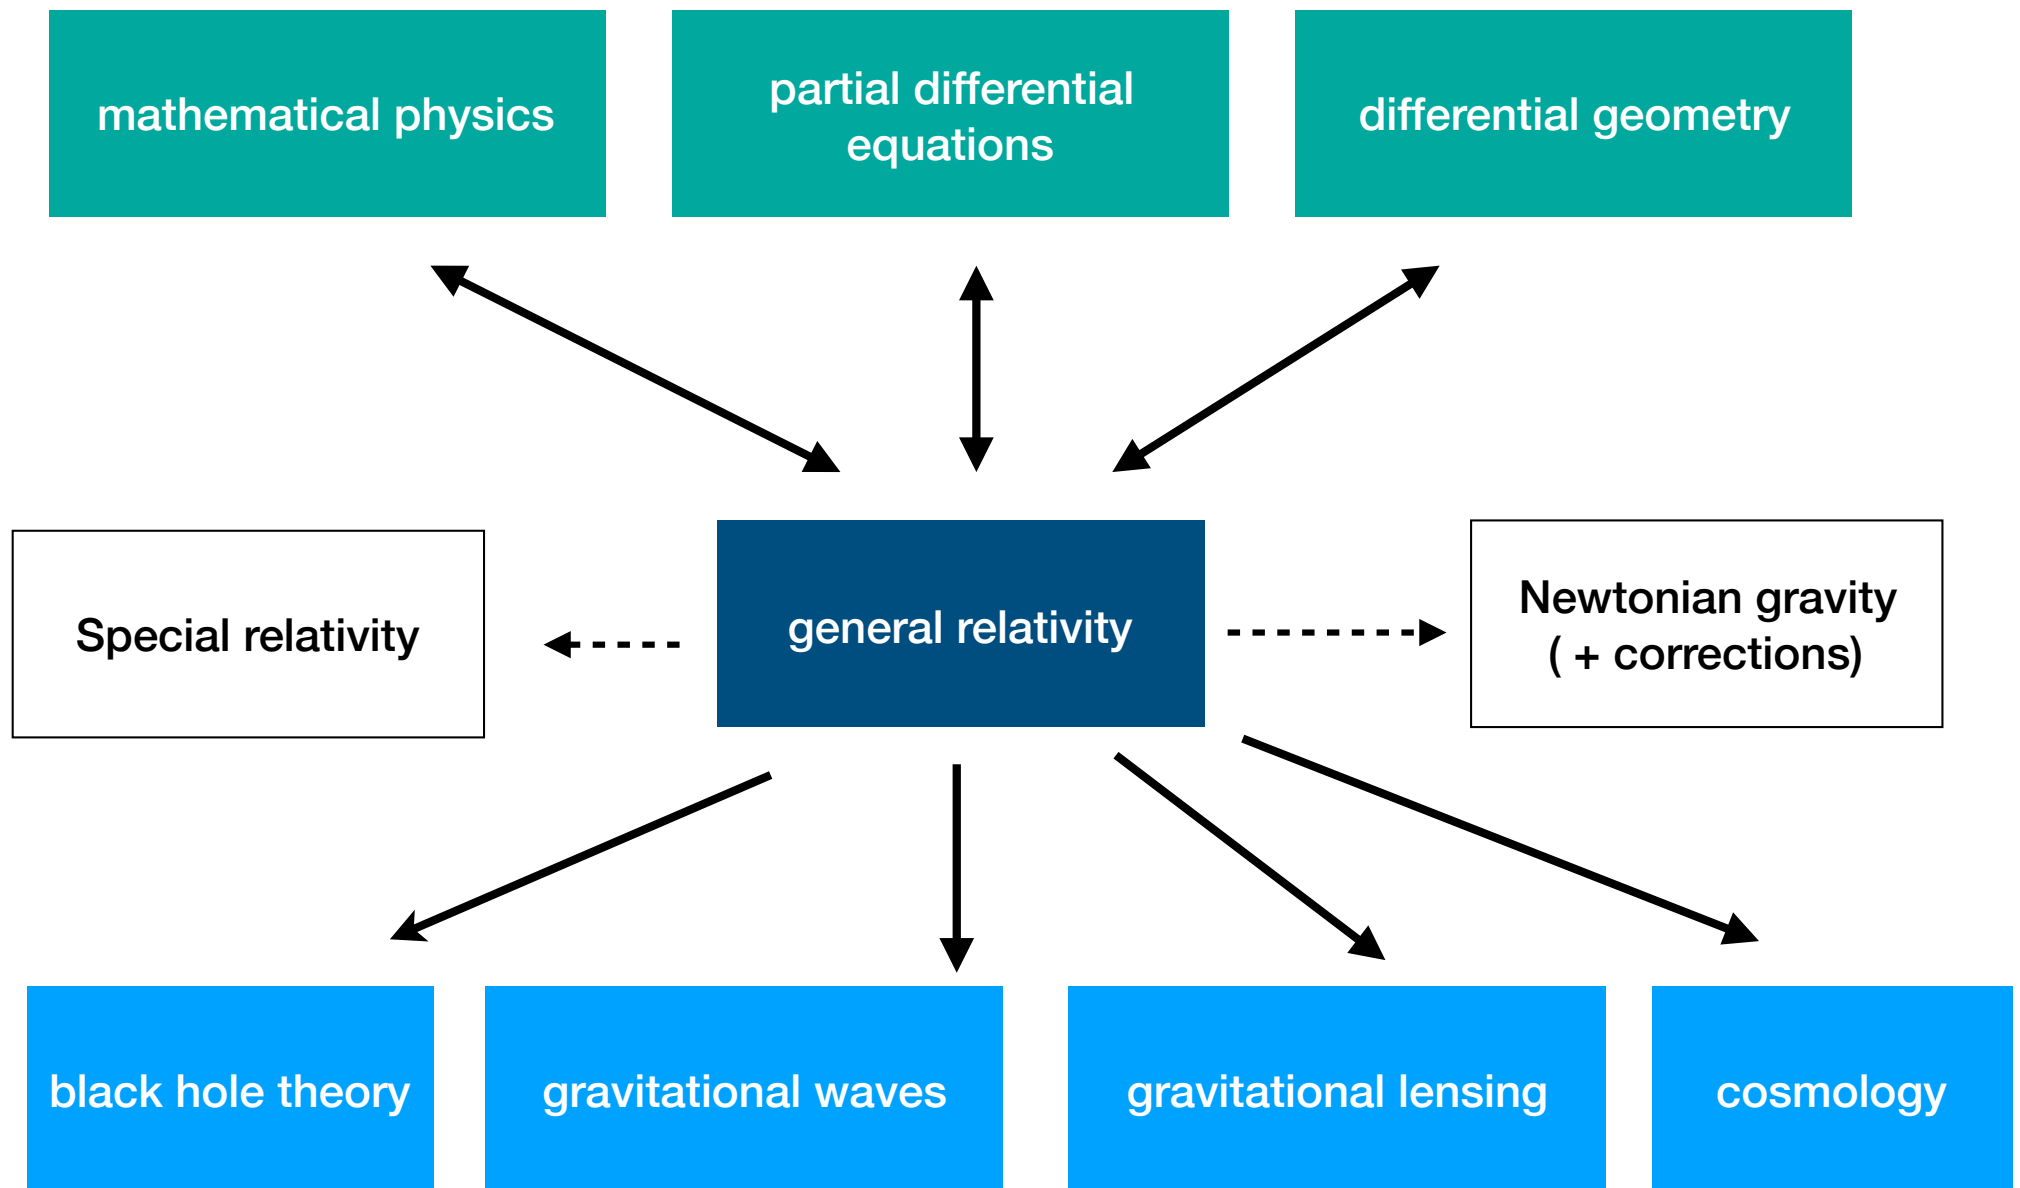 mathematical physics
partial differential
equations
differential geometry
Special relativity
general relativity
Newtonian gravity
( + corrections)
black hole theory
gravitational waves
gravitational lensing
cosmology